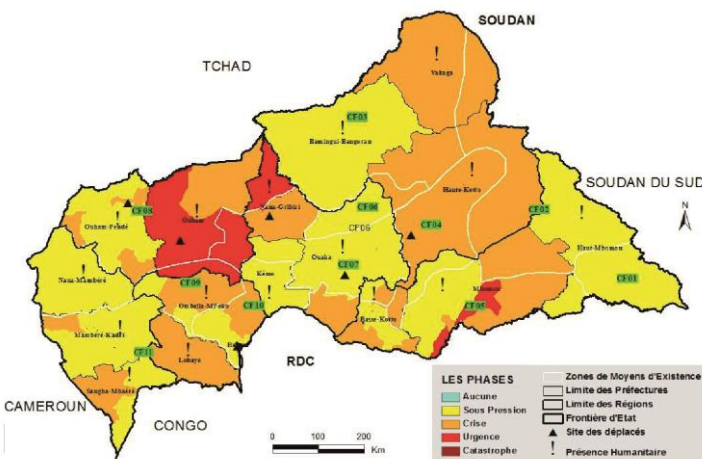 SOUDAN
TCHAD
Vakaga
CF03
Bamingui-Bangoran
SOUDAN DU SUD
N
Haute-Kotto
CF02
Nana-Gribizi
CF08
Ouham
Ouham-Pendé
CF06
CF06
CF04
Haut-Mbomou
Ouaka
Nana-Mambéré
Kémo
CF07
CF01
CF09
Mbomou
Ombella-M'Poko
CF10
CF05
Basse-Kotto
Mambéré-Kadéi
CF11
Lobaye
RDC
Sangha-Mbaéré
CAMEROUN
CONGO
0 100 200
Km
LES PHASES
Aucune
Sous Pression
Crise
Urgence
Catastrophe
Zones de Moyens d'Existence
Limite des Préfectures
Limite des Régions
Frontière d'Etat
Site des déplacés
Présence Humanitaire